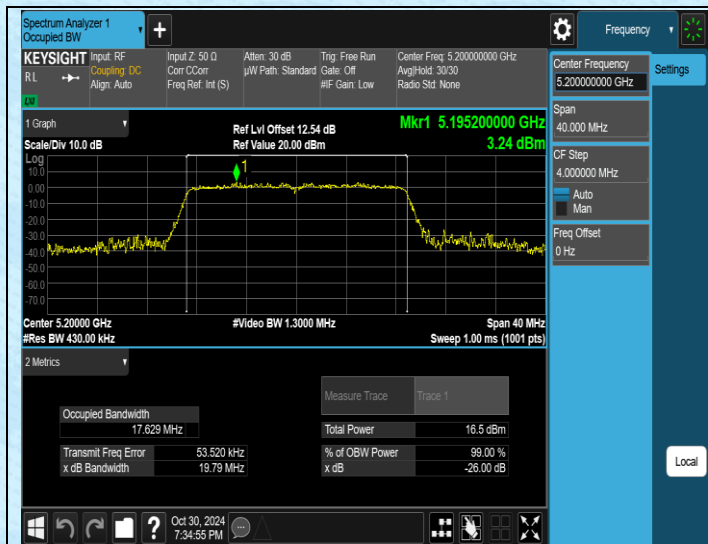 Spectrum Analyzer 1
Occupied BW
Frequency
KEYSIGHT
R L
LXI
Input: RF
Coupling: DC
Align: Auto
Input Z: 50 Ω
Corr CCorr
Freq Ref: Int (S)
Atten: 30 dB
µW Path: Standard
Trig: Free Run
Gate: Off
#IF Gain: Low
Center Freq: 5.200000000 GHz
Avg|Hold: 30/30
Radio Std: None
Center Frequency
5.200000000 GHz
Settings
Span
40.000 MHz
CF Step
4.000000 MHz
Auto
Man
Freq Offset
0 Hz
Local
1 Graph
Scale/Div 10.0 dB
Ref Lvl Offset 12.54 dB
Ref Value 20.00 dBm
Mkr1 5.195200000 GHz
3.24 dBm
Log
10.0
0.00
-10.0
-20.0
-30.0
-40.0
-50.0
-60.0
-70.0
1
Center 5.20000 GHz
#Res BW 430.00 kHz
#Video BW 1.3000 MHz
Span 40 MHz
Sweep 1.00 ms (1001 pts)
2 Metrics
Measure Trace
Trace 1
Occupied Bandwidth
17.629 MHz
Total Power
16.5 dBm
Transmit Freq Error
53.520 kHz
% of OBW Power
99.00 %
x dB Bandwidth
19.79 MHz
x dB
-26.00 dB
?
Oct 30, 2024
7:34:55 PM